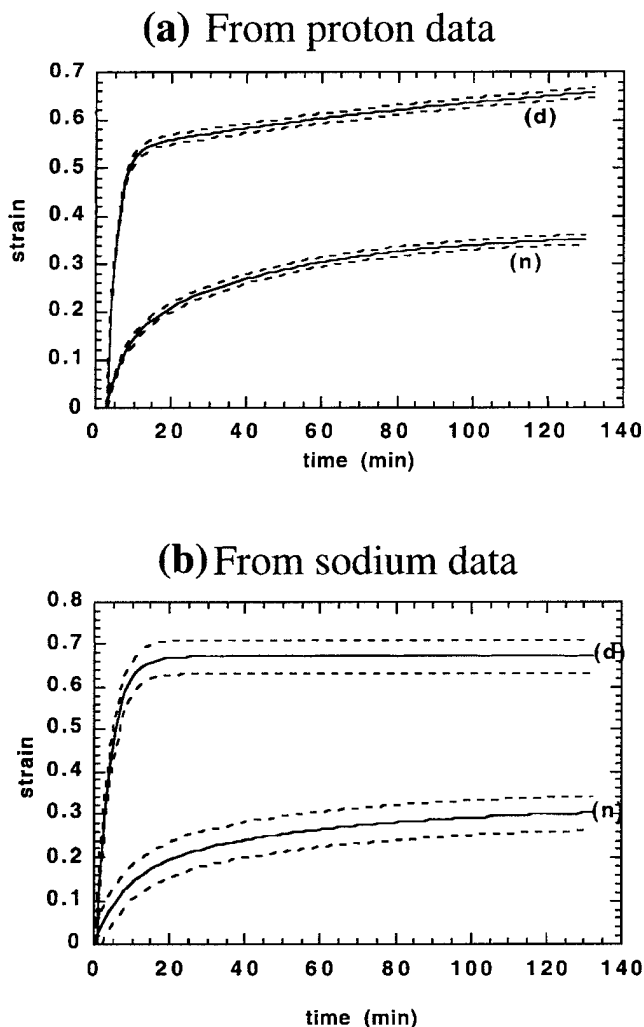 (a) From proton data
0.7
0.6
0.5
0.4
0.3
0.2
0.1
0
strain
(d)
(n)
0 20 40 60 80 100 120 140
time (min)
(b) From sodium data
0.8
0.7
0.6
0.5
0.4
0.3
0.2
0.1
0
strain
(d)
(n)
0 20 40 60 80 100 120 140
time (min)